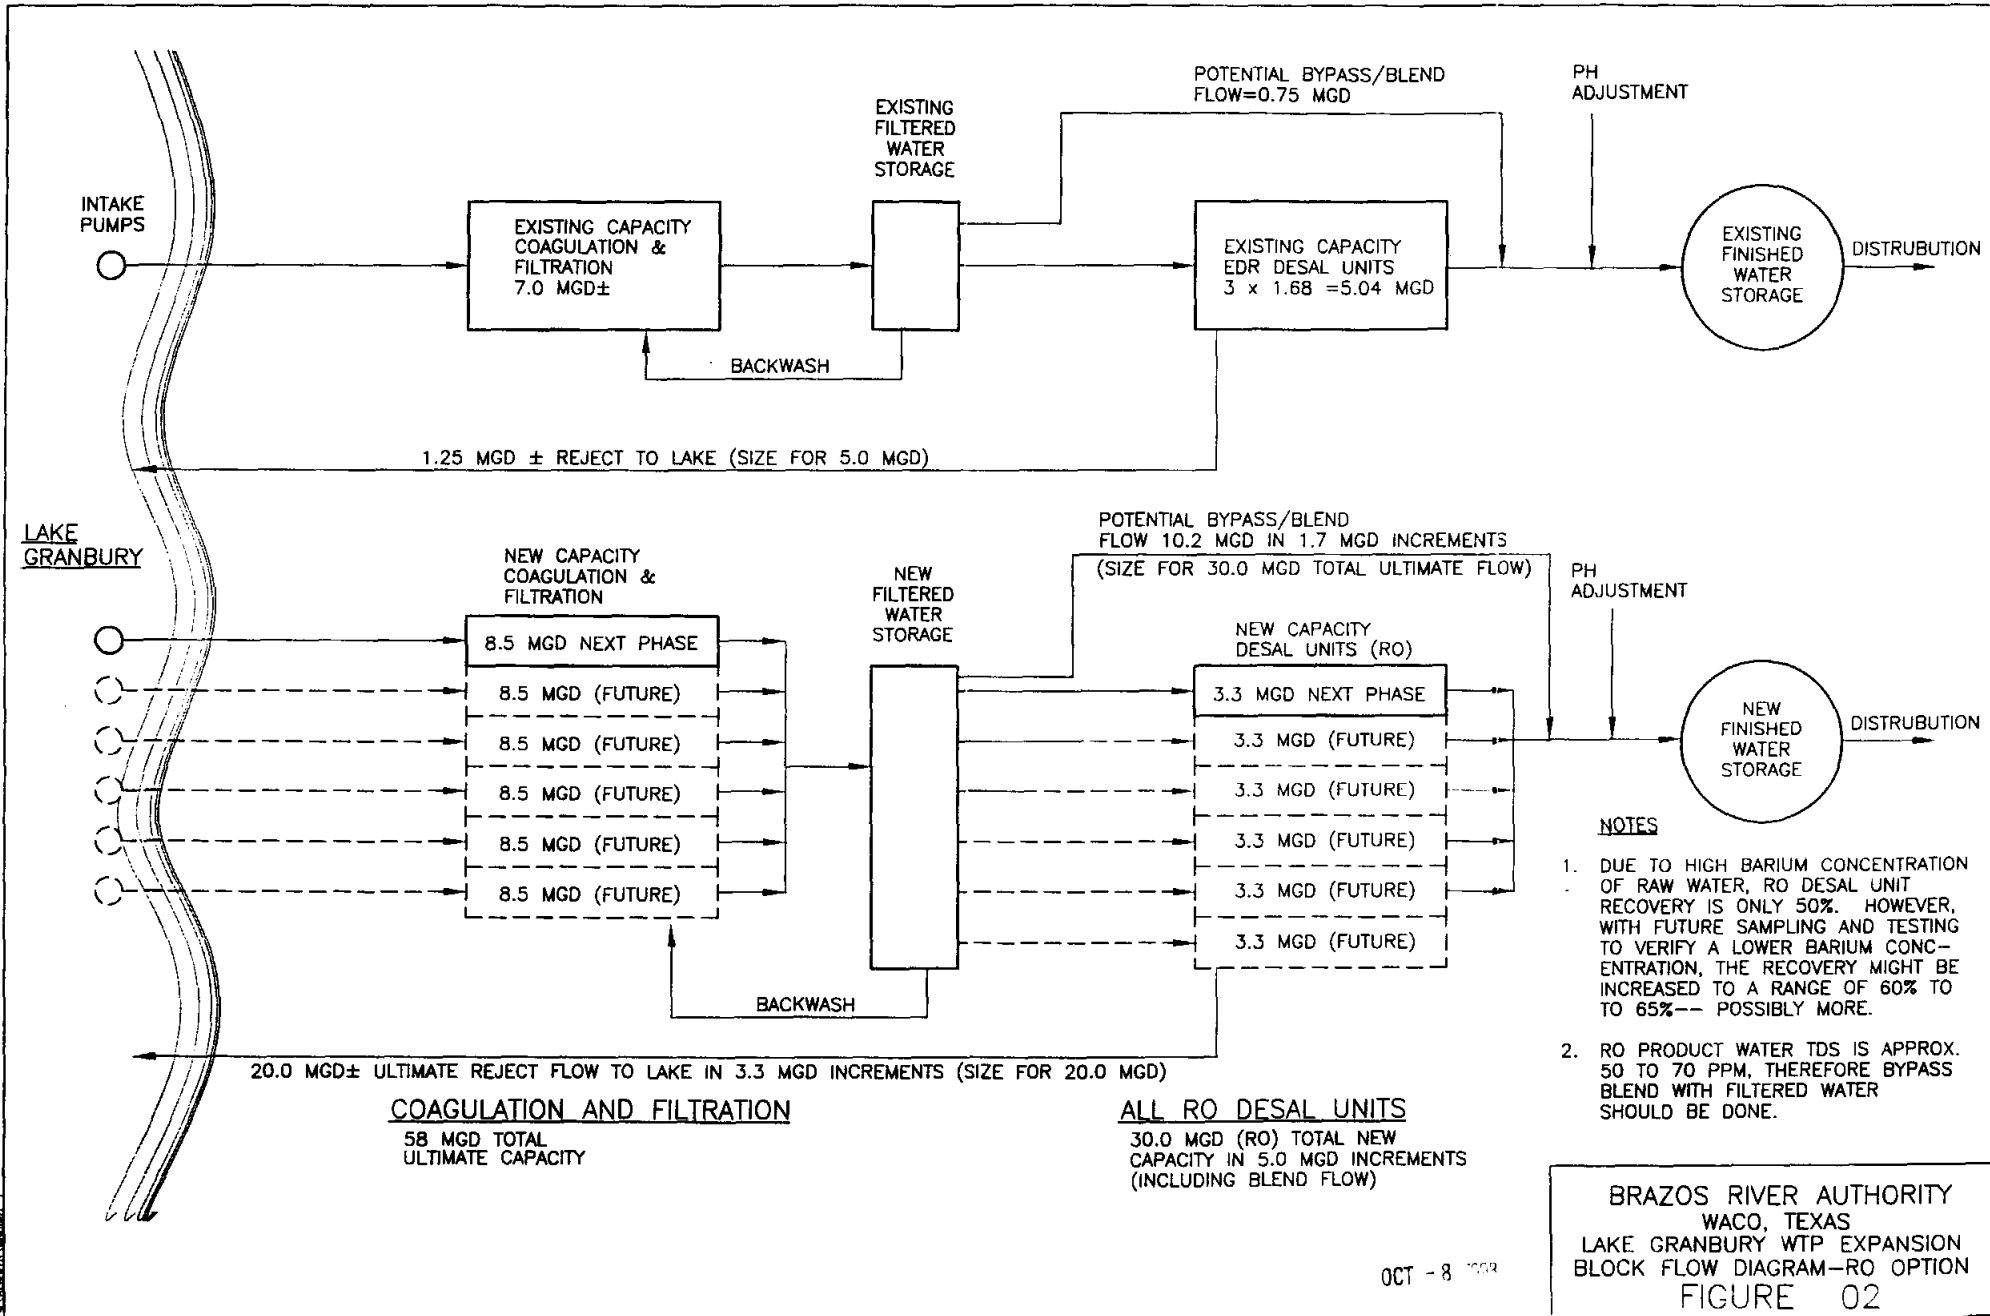 POTENTIAL BYPASS/BLEND
FLOW=0.75 MGD
PH
ADJUSTMENT
EXISTING
FILTERED
WATER
STORAGE
INTAKE
PUMPS
EXISTING CAPACITY
COAGULATION &
FILTRATION
7.0 MGD±
EXISTING CAPACITY
EDR DESAL UNITS
3 x 1.68 =5.04 MGD
EXISTING
FINISHED
WATER
STORAGE
DISTRUBUTION
BACKWASH
1.25 MGD ± REJECT TO LAKE (SIZE FOR 5.0 MGD)
LAKE
GRANBURY
POTENTIAL BYPASS/BLEND
FLOW 10.2 MGD IN 1.7 MGD INCREMENTS
(SIZE FOR 30.0 MGD TOTAL ULTIMATE FLOW)
PH
ADJUSTMENT
NEW CAPACITY
COAGULATION &
FILTRATION
NEW
FILTERED
WATER
STORAGE
NEW CAPACITY
DESAL UNITS (RO)
8.5 MGD NEXT PHASE
8.5 MGD (FUTURE)
8.5 MGD (FUTURE)
8.5 MGD (FUTURE)
8.5 MGD (FUTURE)
8.5 MGD (FUTURE)
3.3 MGD NEXT PHASE
3.3 MGD (FUTURE)
3.3 MGD (FUTURE)
3.3 MGD (FUTURE)
3.3 MGD (FUTURE)
3.3 MGD (FUTURE)
NEW
FINISHED
WATER
STORAGE
DISTRUBUTION
BACKWASH
20.0 MGD± ULTIMATE REJECT FLOW TO LAKE IN 3.3 MGD INCREMENTS (SIZE FOR 20.0 MGD)
COAGULATION AND FILTRATION
58 MGD TOTAL
ULTIMATE CAPACITY
ALL RO DESAL UNITS
30.0 MGD (RO) TOTAL NEW
CAPACITY IN 5.0 MGD INCREMENTS
(INCLUDING BLEND FLOW)
NOTES
1. DUE TO HIGH BARIUM CONCENTRATION
OF RAW WATER, RO DESAL UNIT
RECOVERY IS ONLY 50%. HOWEVER,
WITH FUTURE SAMPLING AND TESTING
TO VERIFY A LOWER BARIUM CONC-
ENTRATION, THE RECOVERY MIGHT BE
INCREASED TO A RANGE OF 60% TO
TO 65%-- POSSIBLY MORE.
2. RO PRODUCT WATER TDS IS APPROX.
50 TO 70 PPM, THEREFORE BYPASS
BLEND WITH FILTERED WATER
SHOULD BE DONE.
BRAZOS RIVER AUTHORITY
WACO, TEXAS
LAKE GRANBURY WTP EXPANSION
BLOCK FLOW DIAGRAM-RO OPTION
FIGURE 02
OCT - 8